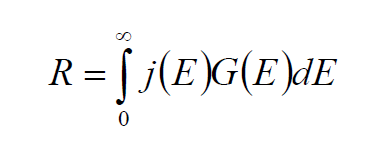 R = ∫₀^∞ j(E)G(E)dE